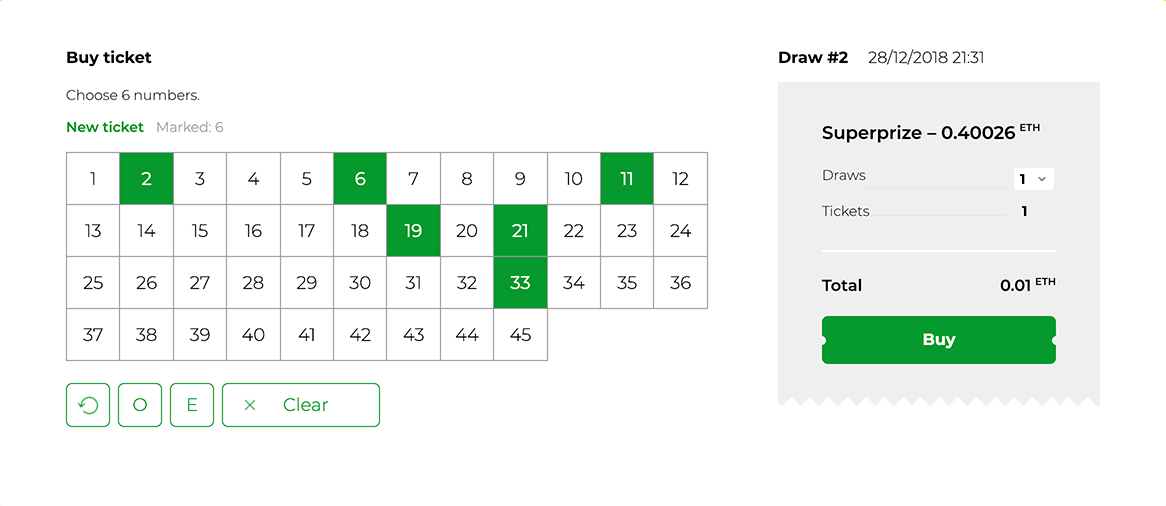 Buy ticket
Choose 6 numbers.
New ticket Marked: 6
1 2 3 4 5 6 7 8 9 10 11 12
13 14 15 16 17 18 19 20 21 22 23 24
25 26 27 28 29 30 31 32 33 34 35 36
37 38 39 40 41 42 43 44 45
O E × Clear
Draw #2 28/12/2018 21:31
Superprize – 0.40026 ETH
Draws 1
Tickets 1
Total 0.01 ETH
Buy